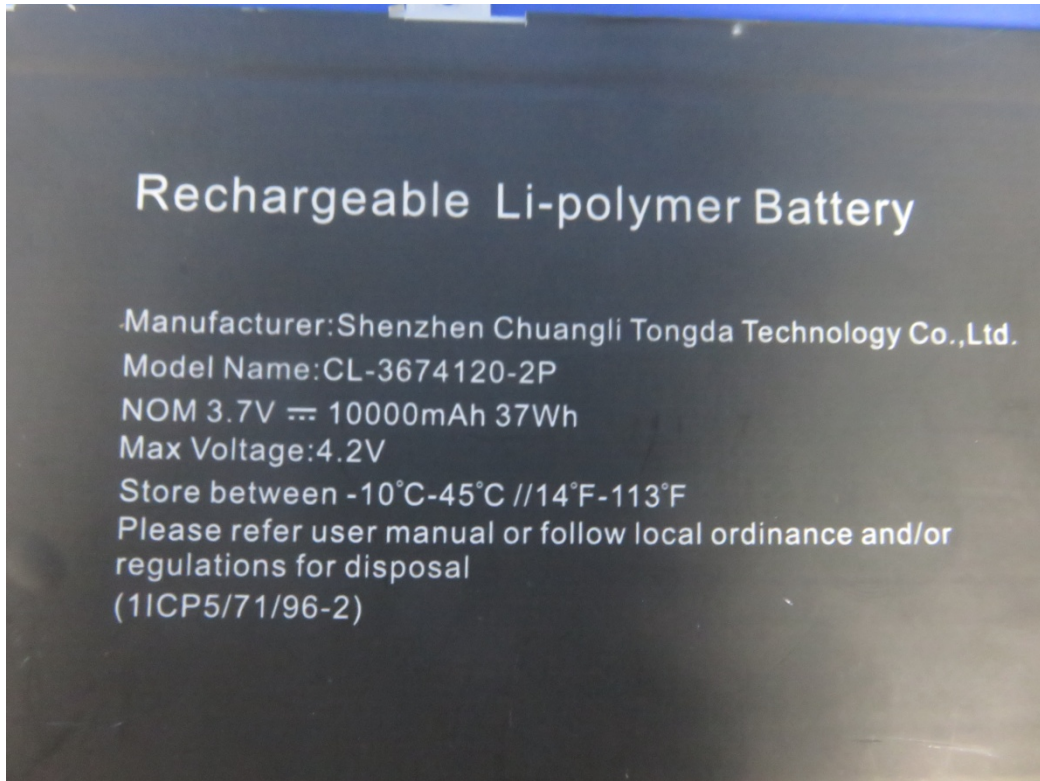 Rechargeable Li-polymer Battery
Manufacturer:Shenzhen Chuangli Tongda Technology Co.,Ltd.
Model Name:CL-3674120-2P
NOM 3.7V ⎓ 10000mAh 37Wh
Max Voltage:4.2V
Store between -10°C-45°C //14°F-113°F
Please refer user manual or follow local ordinance and/or
regulations for disposal
(1ICP5/71/96-2)